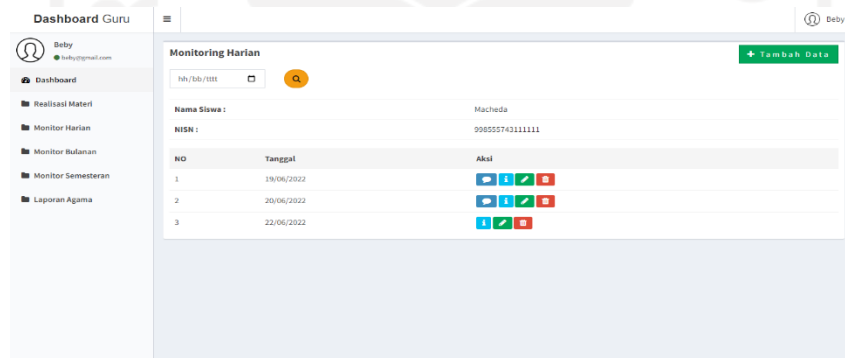 Dashboard Guru
Beby
Beby
beby@gmail.com
Dashboard
Realisasi Materi
Monitor Harian
Monitor Bulanan
Monitor Semesteran
Laporan Agama
Monitoring Harian
+ Tambah Data
hh/bb/tttt
Nama Siswa : Macheda
NISN : 998555743111111
NO Tanggal Aksi
1 19/06/2022
2 20/06/2022
3 22/06/2022